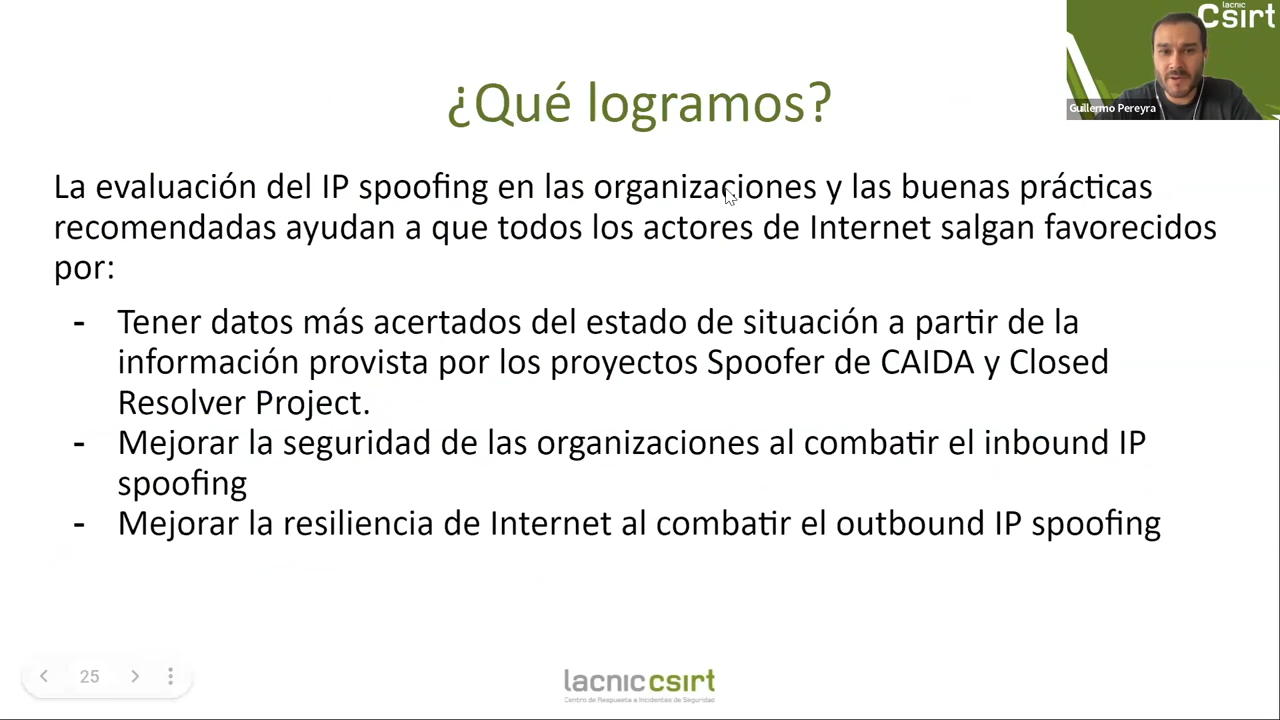 lacnic
Csirt
Guillermo Pereyra
¿Qué logramos?
La evaluación del IP spoofing en las organizaciones y las buenas prácticas
recomendadas ayudan a que todos los actores de Internet salgan favorecidos
por:
- Tener datos más acertados del estado de situación a partir de la
información provista por los proyectos Spoofer de CAIDA y Closed
Resolver Project.
- Mejorar la seguridad de las organizaciones al combatir el inbound IP
spoofing
- Mejorar la resiliencia de Internet al combatir el outbound IP spoofing
25
lacnic csirt
Centro de Respuesta a Incidentes de Seguridad